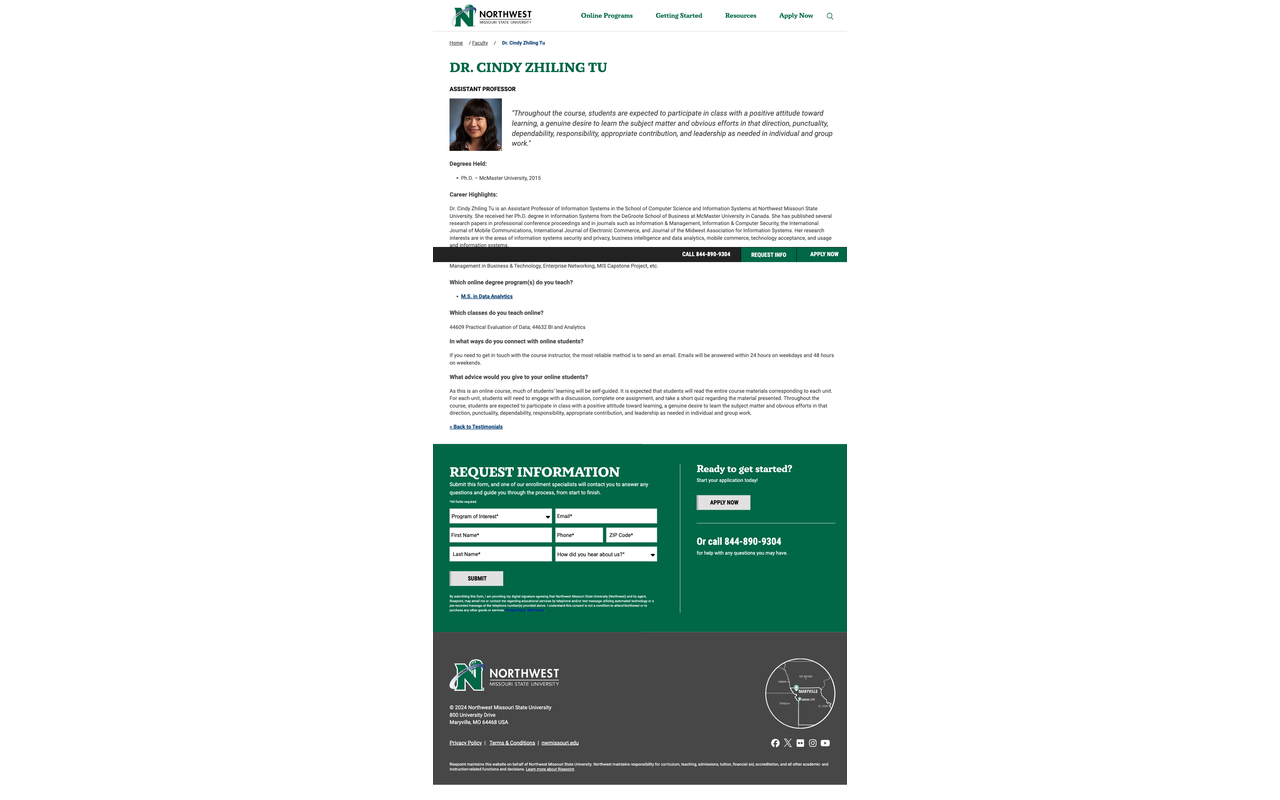 NORTHWEST
MISSOURI STATE UNIVERSITY
Online Programs Getting Started Resources Apply Now
Home / Faculty / Dr. Cindy Zhiling Tu
DR. CINDY ZHILING TU
ASSISTANT PROFESSOR
"Throughout the course, students are expected to participate in class with a positive attitude toward
learning, a genuine desire to learn the subject matter and obvious efforts in that direction, punctuality,
dependability, responsibility, appropriate contribution, and leadership as needed in individual and group
work."
Degrees Held:
• Ph.D. – McMaster University, 2015
Career Highlights:
Dr. Cindy Zhiling Tu is an Assistant Professor of Information Systems in the School of Computer Science and Information Systems at Northwest Missouri State
University. She received her Ph.D. degree in Information Systems from the DeGroote School of Business at McMaster University in Canada. She has published several
research papers in professional conference proceedings and in journals such as Information & Management, Information & Computer Security, the International
Journal of Mobile Communications, International Journal of Electronic Commerce, and Journal of the Midwest Association for Information Systems. Her research
interests are in the areas of information systems security and privacy, business intelligence and data analytics, mobile commerce, technology acceptance, and usage
and information systems.
CALL 844-890-9304 REQUEST INFO APPLY NOW
Management in Business & Technology, Enterprise Networking, MIS Capstone Project, etc.
Which online degree program(s) do you teach?
• M.S. in Data Analytics
Which classes do you teach online?
44609 Practical Evaluation of Data; 44632 BI and Analytics
In what ways do you connect with online students?
If you need to get in touch with the course instructor, the most reliable method is to send an email. Emails will be answered within 24 hours on weekdays and 48 hours
on weekends.
What advice would you give to your online students?
As this is an online course, much of students' learning will be self-guided. It is expected that students will read the entire course materials corresponding to each unit.
For each unit, students will need to engage with a discussion, complete one assignment, and take a short quiz regarding the material presented. Throughout the
course, students are expected to participate in class with a positive attitude toward learning, a genuine desire to learn the subject matter and obvious efforts in that
direction, punctuality, dependability, responsibility, appropriate contribution, and leadership as needed in individual and group work.
« Back to Testimonials
REQUEST INFORMATION
Submit this form, and one of our enrollment specialists will contact you to answer any
questions and guide you through the process, from start to finish.
*All fields required
Program of Interest* Email*
First Name* Phone* ZIP Code*
Last Name* How did you hear about us?*
SUBMIT
By submitting this form, I am providing my digital signature agreeing that Northwest Missouri State University (Northwest) and its agent,
Risepoint, may email me or contact me regarding educational services by telephone and/or text message utilizing automated technology or a
pre-recorded message at the telephone number(s) provided above. I understand this consent is not a condition to attend Northwest or to
purchase any other goods or services.
Ready to get started?
Start your application today!
APPLY NOW
Or call 844-890-9304
for help with any questions you may have.
NORTHWEST
MISSOURI STATE UNIVERSITY
MARYVILLE
© 2024 Northwest Missouri State University
800 University Drive
Maryville, MO 64468 USA
Privacy Policy | Terms & Conditions | nwmissouri.edu
Risepoint maintains this website on behalf of Northwest Missouri State University. Northwest maintains responsibility for curriculum, teaching, admissions, tuition, financial aid, accreditation, and all other academic- and
instruction-related functions and decisions. Learn more about Risepoint.